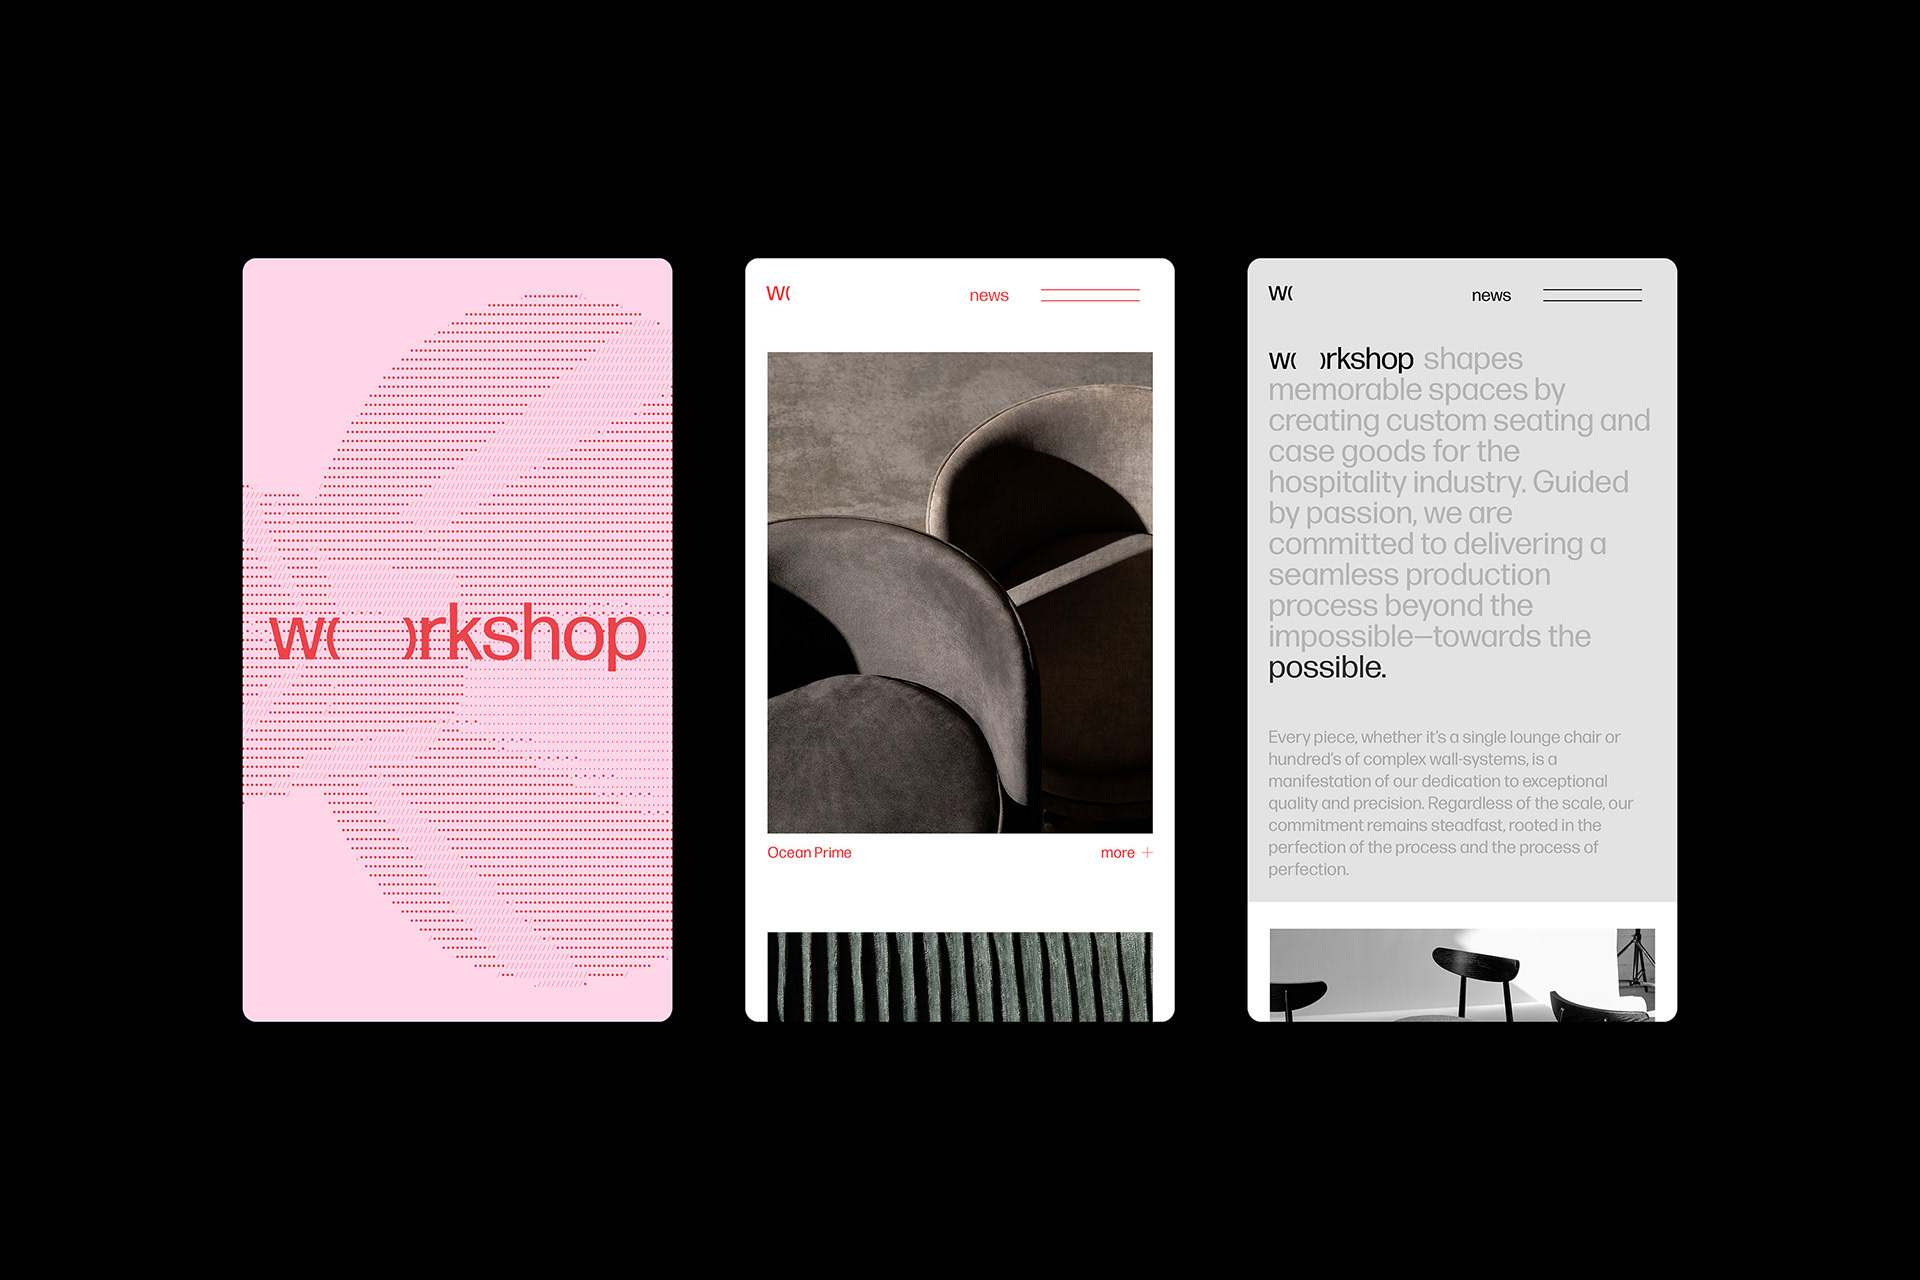 w( )rkshop
w(
news
Ocean Prime
more +
w(
news
w( )rkshop shapes
memorable spaces by
creating custom seating and
case goods for the
hospitality industry. Guided
by passion, we are
committed to delivering a
seamless production
process beyond the
impossible—towards the
possible.
Every piece, whether it's a single lounge chair or
hundred's of complex wall-systems, is a
manifestation of our dedication to exceptional
quality and precision. Regardless of the scale, our
commitment remains steadfast, rooted in the
perfection of the process and the process of
perfection.